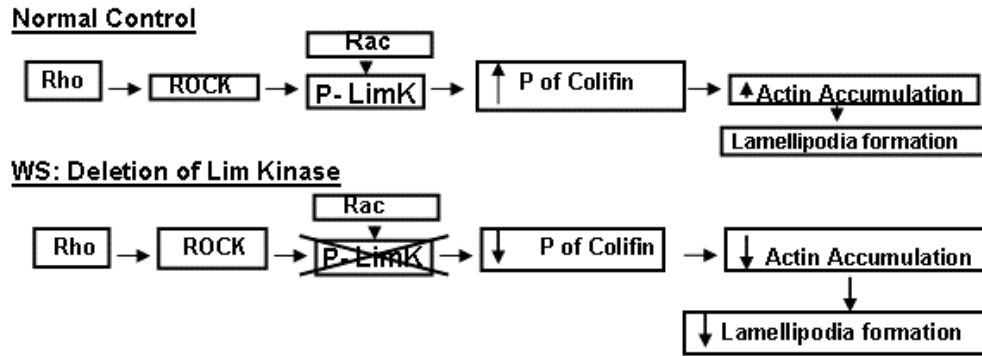 Normal Control
Rac
Rho
ROCK
P- LimK
P of Colifin
Actin Accumulation
Lamellipodia formation
WS: Deletion of Lim Kinase
Rac
Rho
ROCK
P- LimK
P of Colifin
Actin Accumulation
Lamellipodia formation